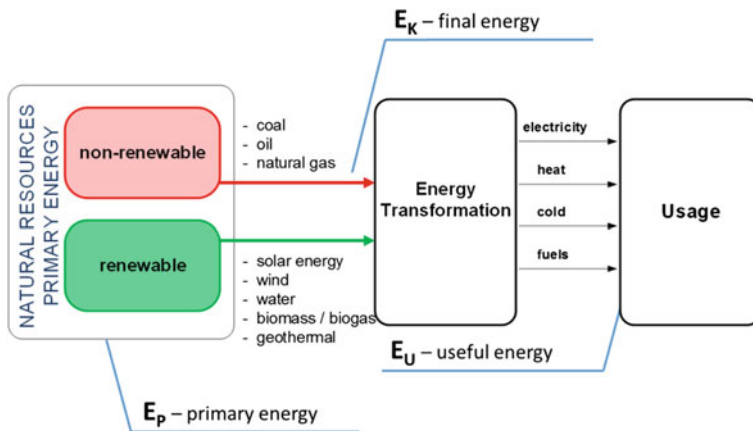 E_K – final energy
NATURAL RESOURCES
PRIMARY ENERGY
non-renewable
- coal
- oil
- natural gas
renewable
- solar energy
- wind
- water
- biomass / biogas
- geothermal
Energy
Transformation
electricity
heat
cold
fuels
Usage
E_U – useful energy
E_P – primary energy